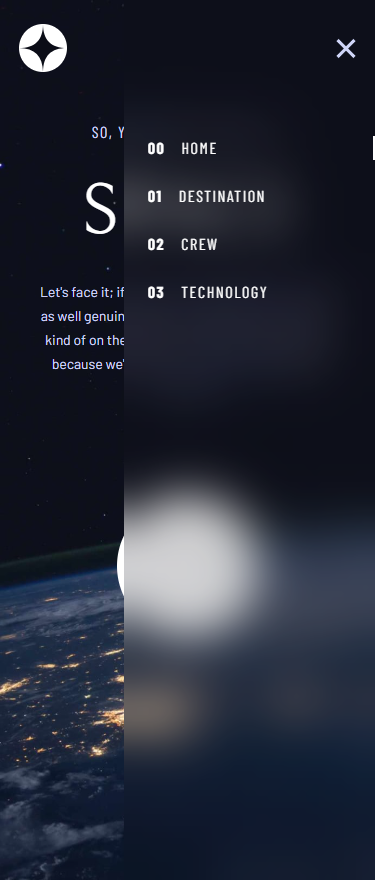 SO, Y
S
Let's face it; if
as well genuin
kind of on the
because we'
00 HOME
01 DESTINATION
02 CREW
03 TECHNOLOGY